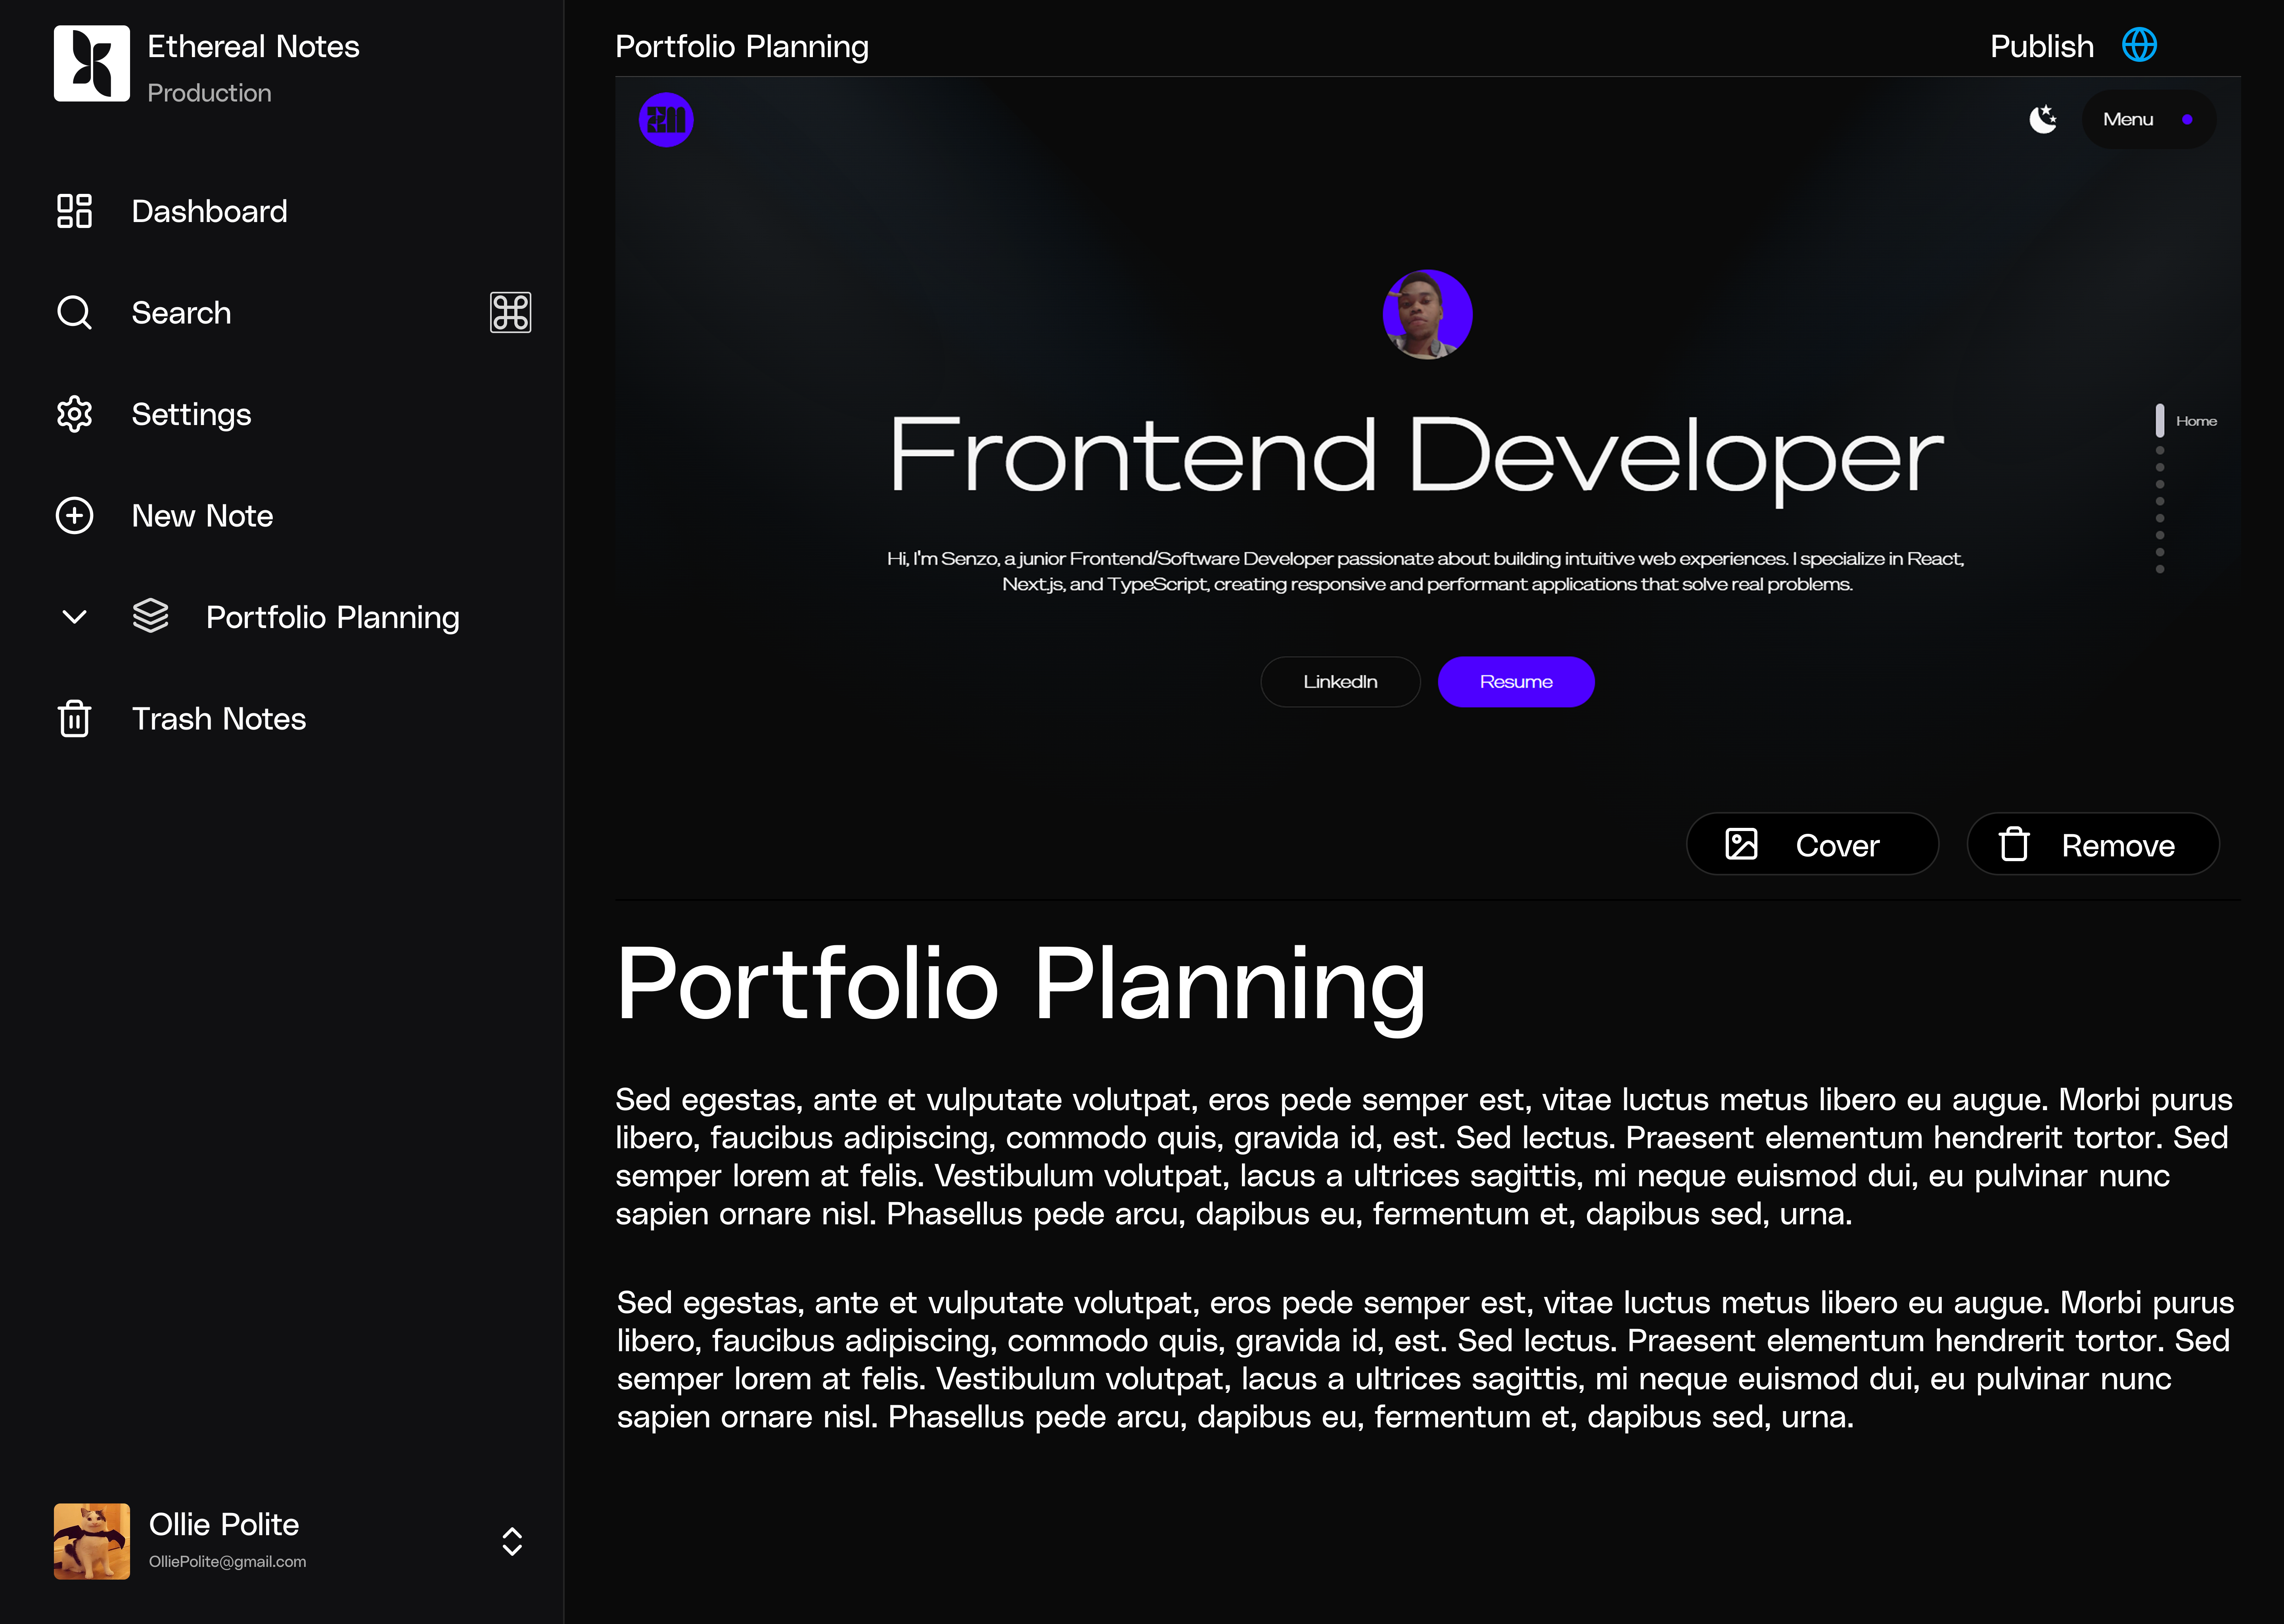 Ethereal Notes
Production
Dashboard
Search
Settings
New Note
Portfolio Planning
Trash Notes
Ollie Polite
OlliePolite@gmail.com
Portfolio Planning
Publish
Menu
Frontend Developer
Home
Hi, I'm Senzo, a junior Frontend/Software Developer passionate about building intuitive web experiences. I specialize in React,
Next.js, and TypeScript, creating responsive and performant applications that solve real problems.
LinkedIn
Resume
Cover
Remove
Portfolio Planning
Sed egestas, ante et vulputate volutpat, eros pede semper est, vitae luctus metus libero eu augue. Morbi purus
libero, faucibus adipiscing, commodo quis, gravida id, est. Sed lectus. Praesent elementum hendrerit tortor. Sed
semper lorem at felis. Vestibulum volutpat, lacus a ultrices sagittis, mi neque euismod dui, eu pulvinar nunc
sapien ornare nisl. Phasellus pede arcu, dapibus eu, fermentum et, dapibus sed, urna.
Sed egestas, ante et vulputate volutpat, eros pede semper est, vitae luctus metus libero eu augue. Morbi purus
libero, faucibus adipiscing, commodo quis, gravida id, est. Sed lectus. Praesent elementum hendrerit tortor. Sed
semper lorem at felis. Vestibulum volutpat, lacus a ultrices sagittis, mi neque euismod dui, eu pulvinar nunc
sapien ornare nisl. Phasellus pede arcu, dapibus eu, fermentum et, dapibus sed, urna.